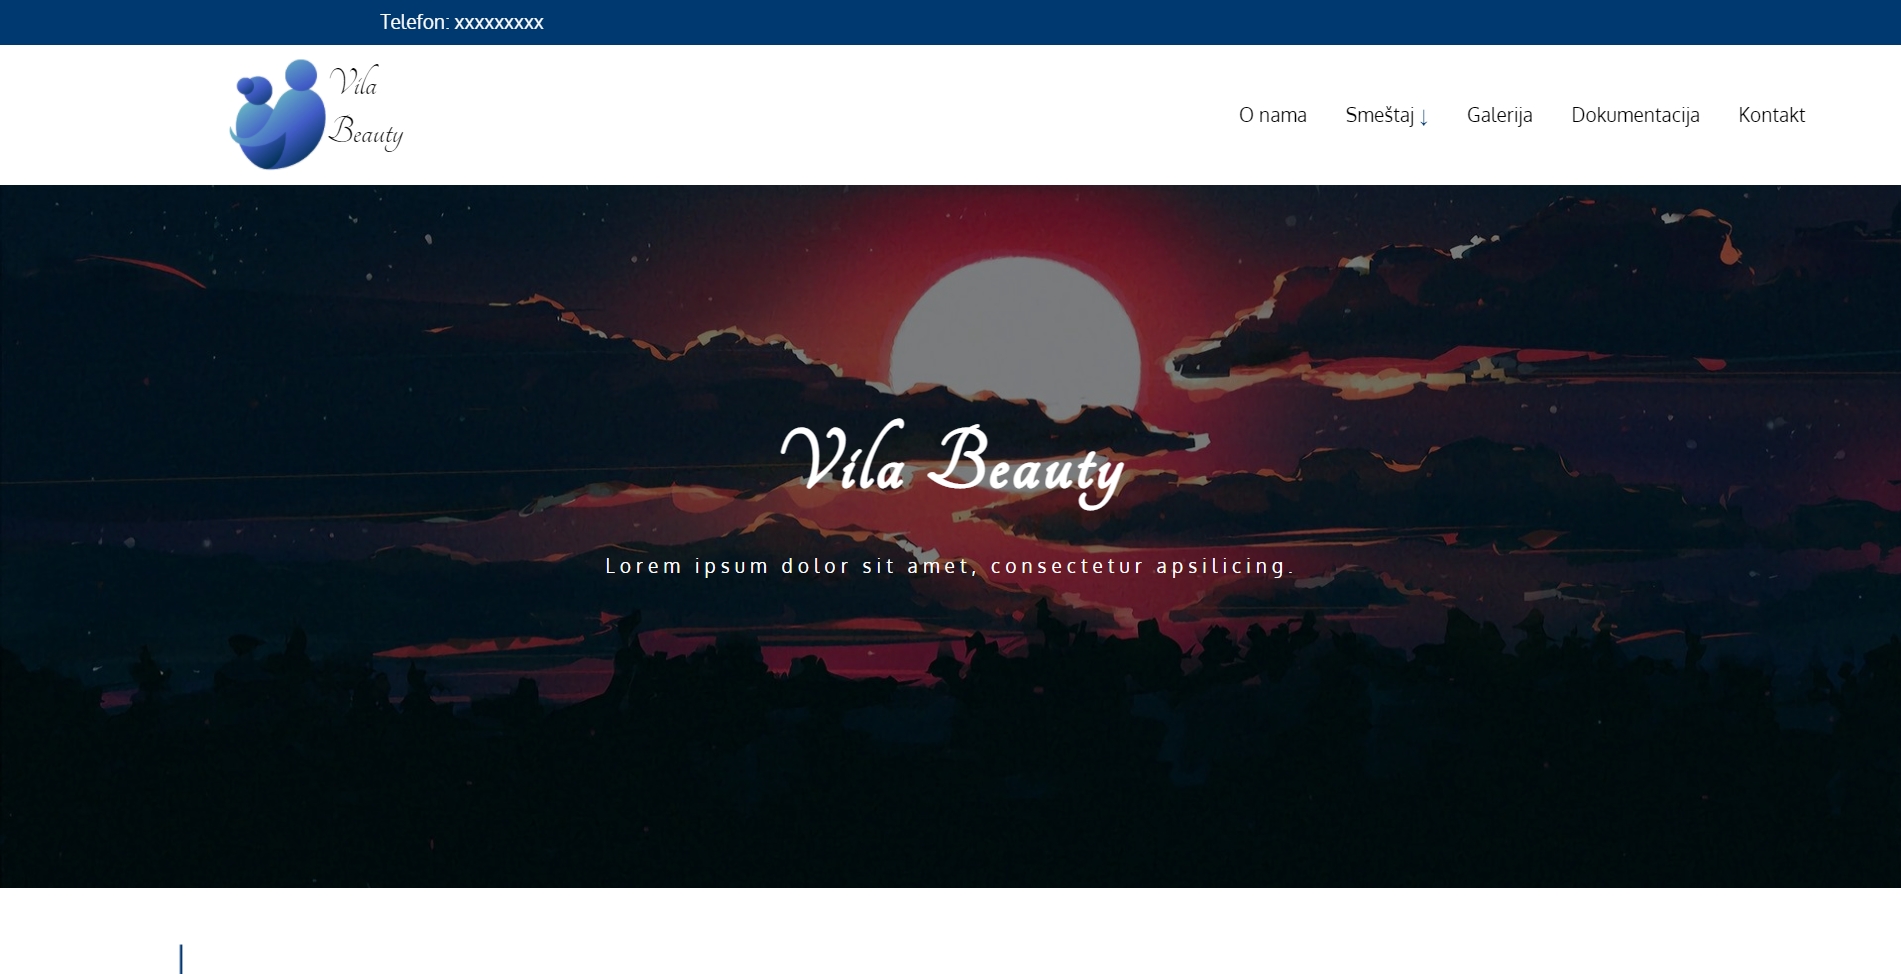 Telefon: xxxxxxxxx
Vila
Beauty
O nama Smeštaj ↓ Galerija Dokumentacija Kontakt
Vila Beauty
Lorem ipsum dolor sit amet, consectetur apsilicing.